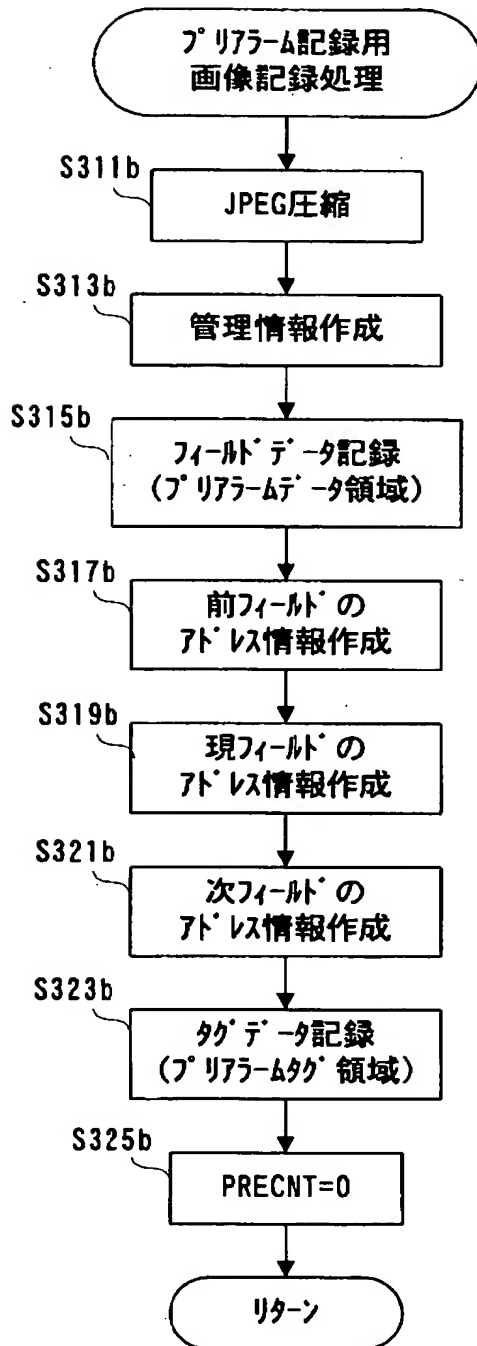 プリアラーム記録用
画像記録処理
S311b
JPEG圧縮
S313b
管理情報作成
S315b
フィールドデータ記録
(プリアラームデータ領域)
S317b
前フィールドの
アドレス情報作成
S319b
現フィールドの
アドレス情報作成
S321b
次フィールドの
アドレス情報作成
S323b
タグデータ記録
(プリアラームタグ領域)
S325b
PRECNT=0
リターン